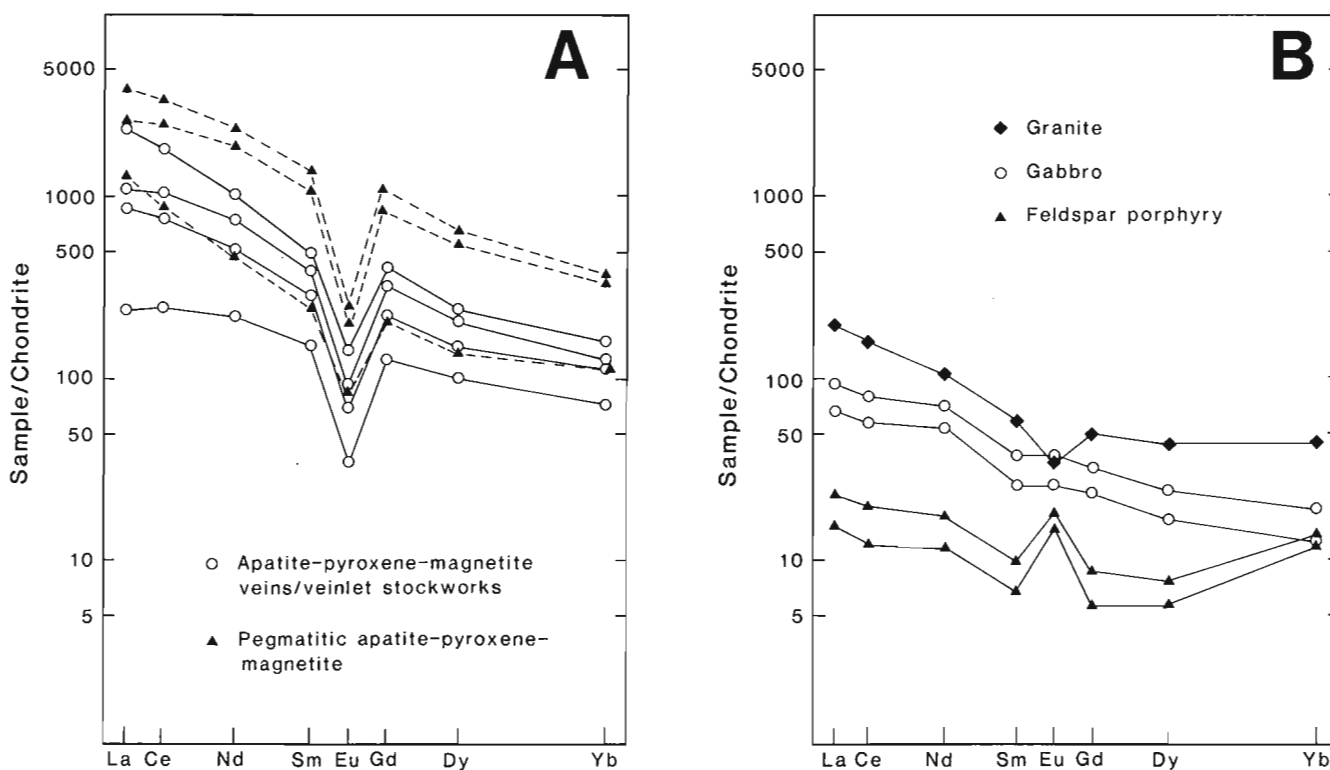 A
Sample/Chondrite
5000
1000
500
100
50
10
5
Apatite-pyroxene-magnetite
veins/veinlet stockworks
Pegmatitic apatite-pyroxene-
magnetite
La Ce Nd Sm Eu Gd Dy Yb
B
Sample/Chondrite
5000
1000
500
100
50
10
5
Granite
Gabbro
Feldspar porphyry
La Ce Nd Sm Eu Gd Dy Yb